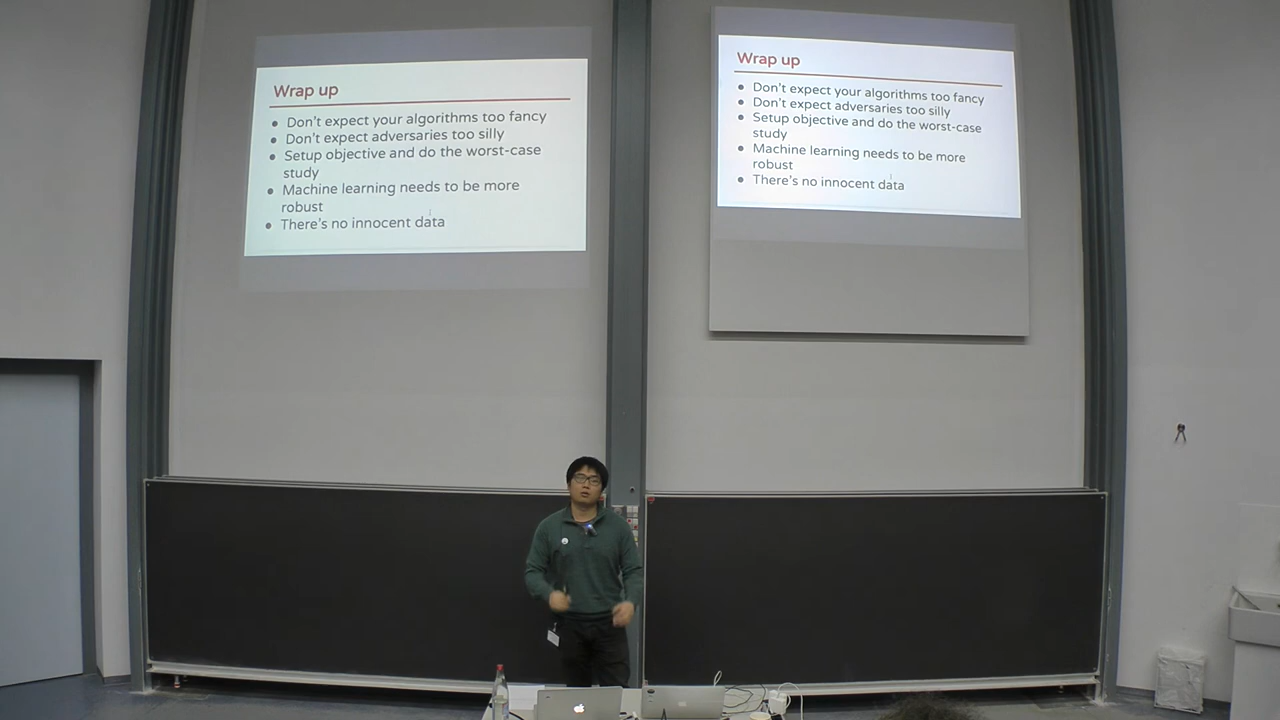 Wrap up
● Don't expect your algorithms too fancy
● Don't expect adversaries too silly
● Setup objective and do the worst-case
study
● Machine learning needs to be more
robust
● There's no innocent data
Wrap up
● Don't expect your algorithms too fancy
● Don't expect adversaries too silly
● Setup objective and do the worst-case
study
● Machine learning needs to be more
robust
● There's no innocent data